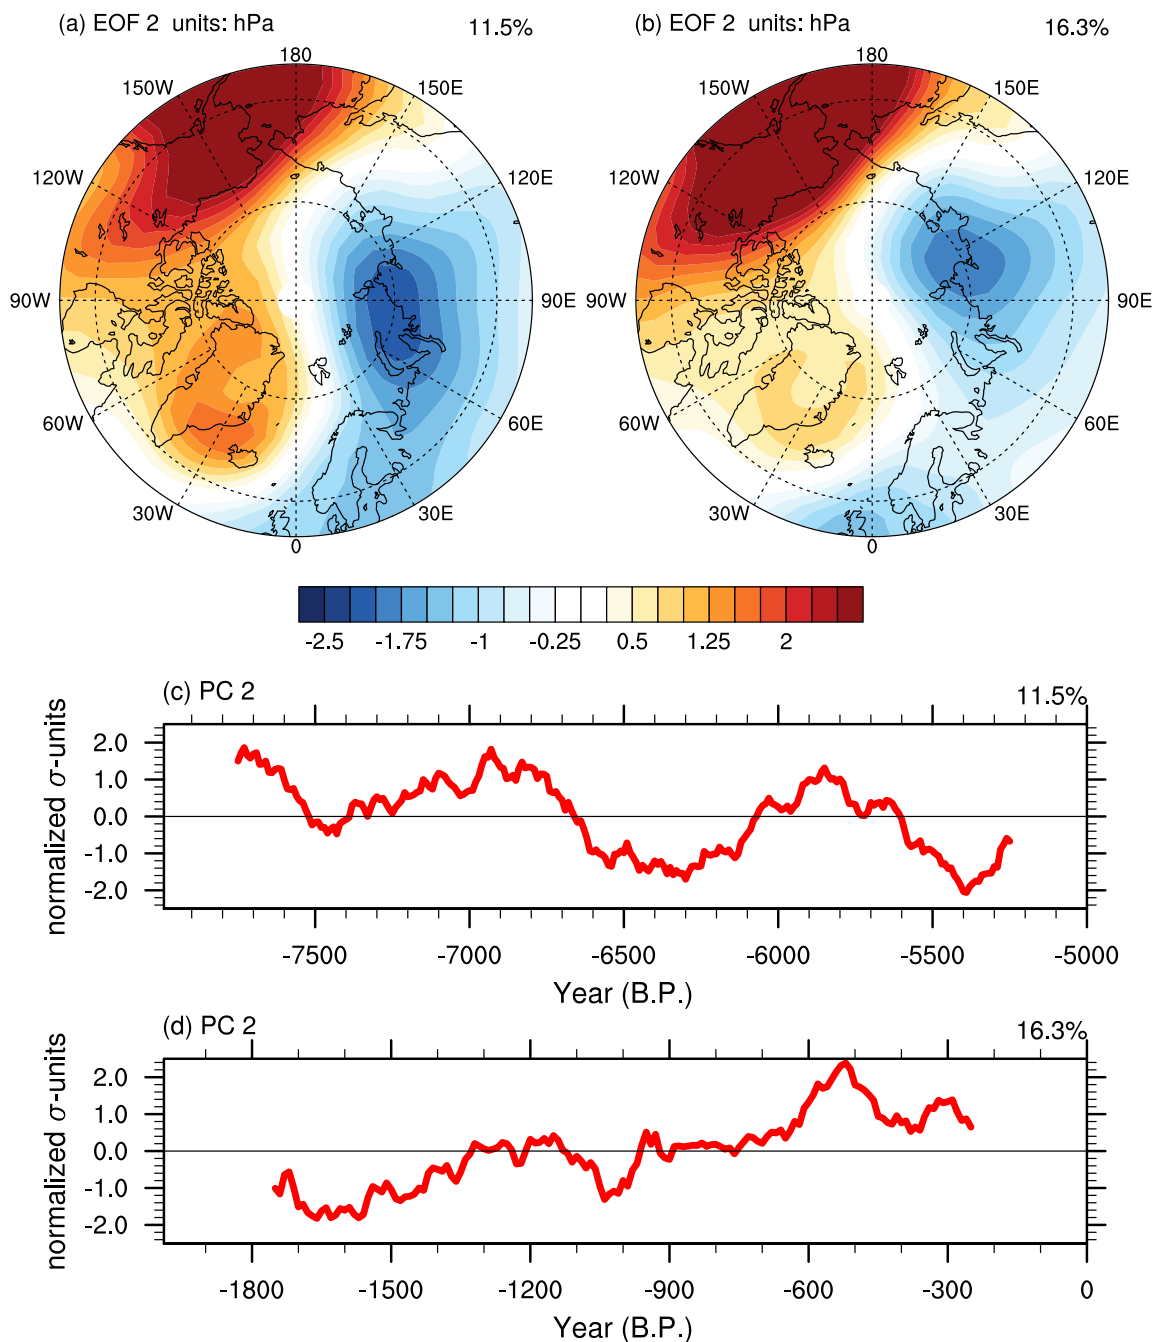 (a) EOF 2 units: hPa 11.5%
180
150W 150E
120W 120E
90W 90E
60W 60E
30W 30E
0
(b) EOF 2 units: hPa 16.3%
180
150W 150E
120W 120E
90W 90E
60W 60E
30W 30E
0
-2.5 -1.75 -1 -0.25 0.5 1.25 2
(c) PC 2 11.5%
normalized σ-units
2.0
1.0
0.0
-1.0
-2.0
-7500 -7000 -6500 -6000 -5500 -5000
Year (B.P.)
(d) PC 2 16.3%
normalized σ-units
2.0
1.0
0.0
-1.0
-2.0
-1800 -1500 -1200 -900 -600 -300 0
Year (B.P.)